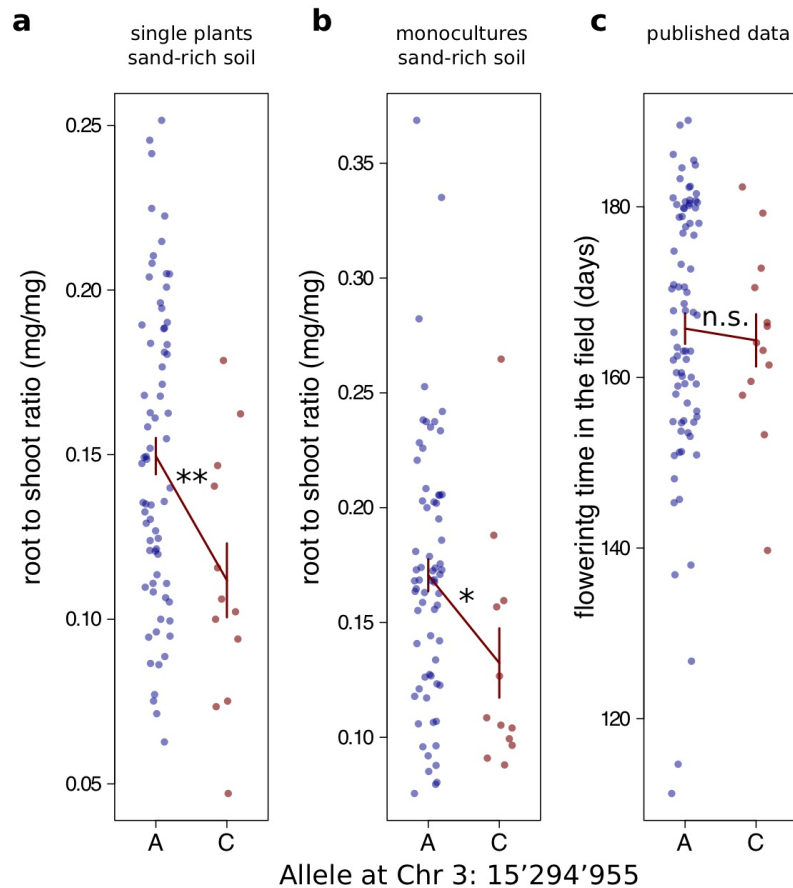 a
single plants
sand-rich soil
b
monocultures
sand-rich soil
c
published data
root to shoot ratio (mg/mg)
0.25
0.20
0.15
0.10
0.05
**
A
C
root to shoot ratio (mg/mg)
0.35
0.30
0.25
0.20
0.15
0.10
*
A
C
floweringtg time in the field (days)
180
160
140
120
n.s.
A
C
Allele at Chr 3: 15’294’955